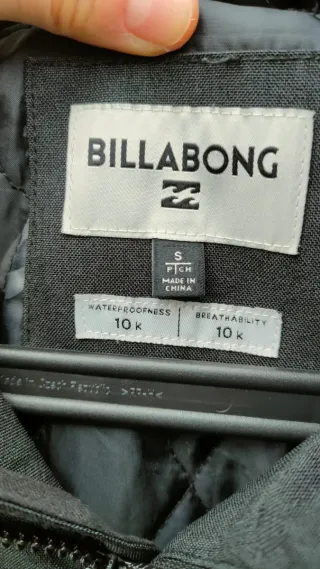 BILLABONG
S
P CH
MADE IN
CHINA
WATERPROOFNESS
10 K
BREATHABILITY
10 K
Made in Czech Republic